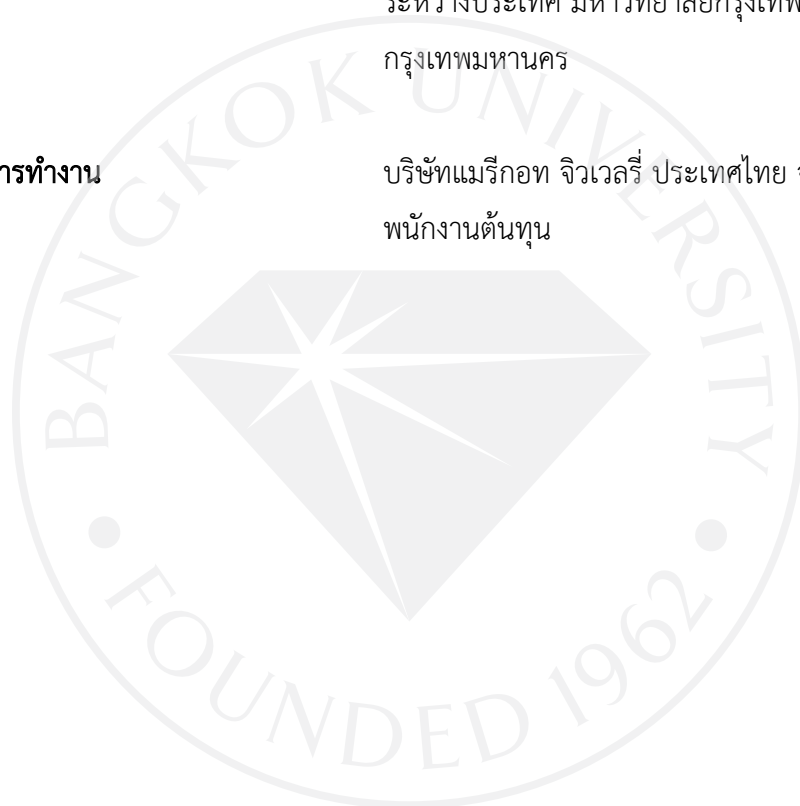 ระหว่างประเทศ มหาวิทยาลัยกรุงเทพ
กรุงเทพมหานคร
การทำงาน
บริษัทแมรีกอท จิวเวลรี่ ประเทศไทย
พนักงานต้นทุน
BANGKOK UNIVERSITY
FOUNDED 1962